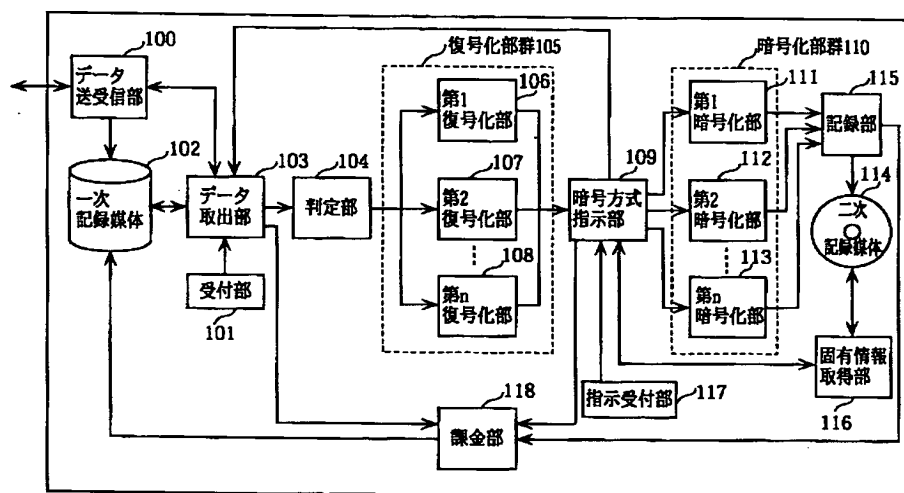 100
データ
送受信部
102
一次
記録媒体
103
データ
取出部
受付部
101
104
判定部
復号化部群105
106
第1
復号化部
107
第2
復号化部
108
第n
復号化部
109
暗号方式
指示部
暗号化部群110
111
第1
暗号化部
112
第2
暗号化部
113
第n
暗号化部
115
記録部
114
二次
記録媒体
固有情報
取得部
116
指示受付部
117
118
課金部